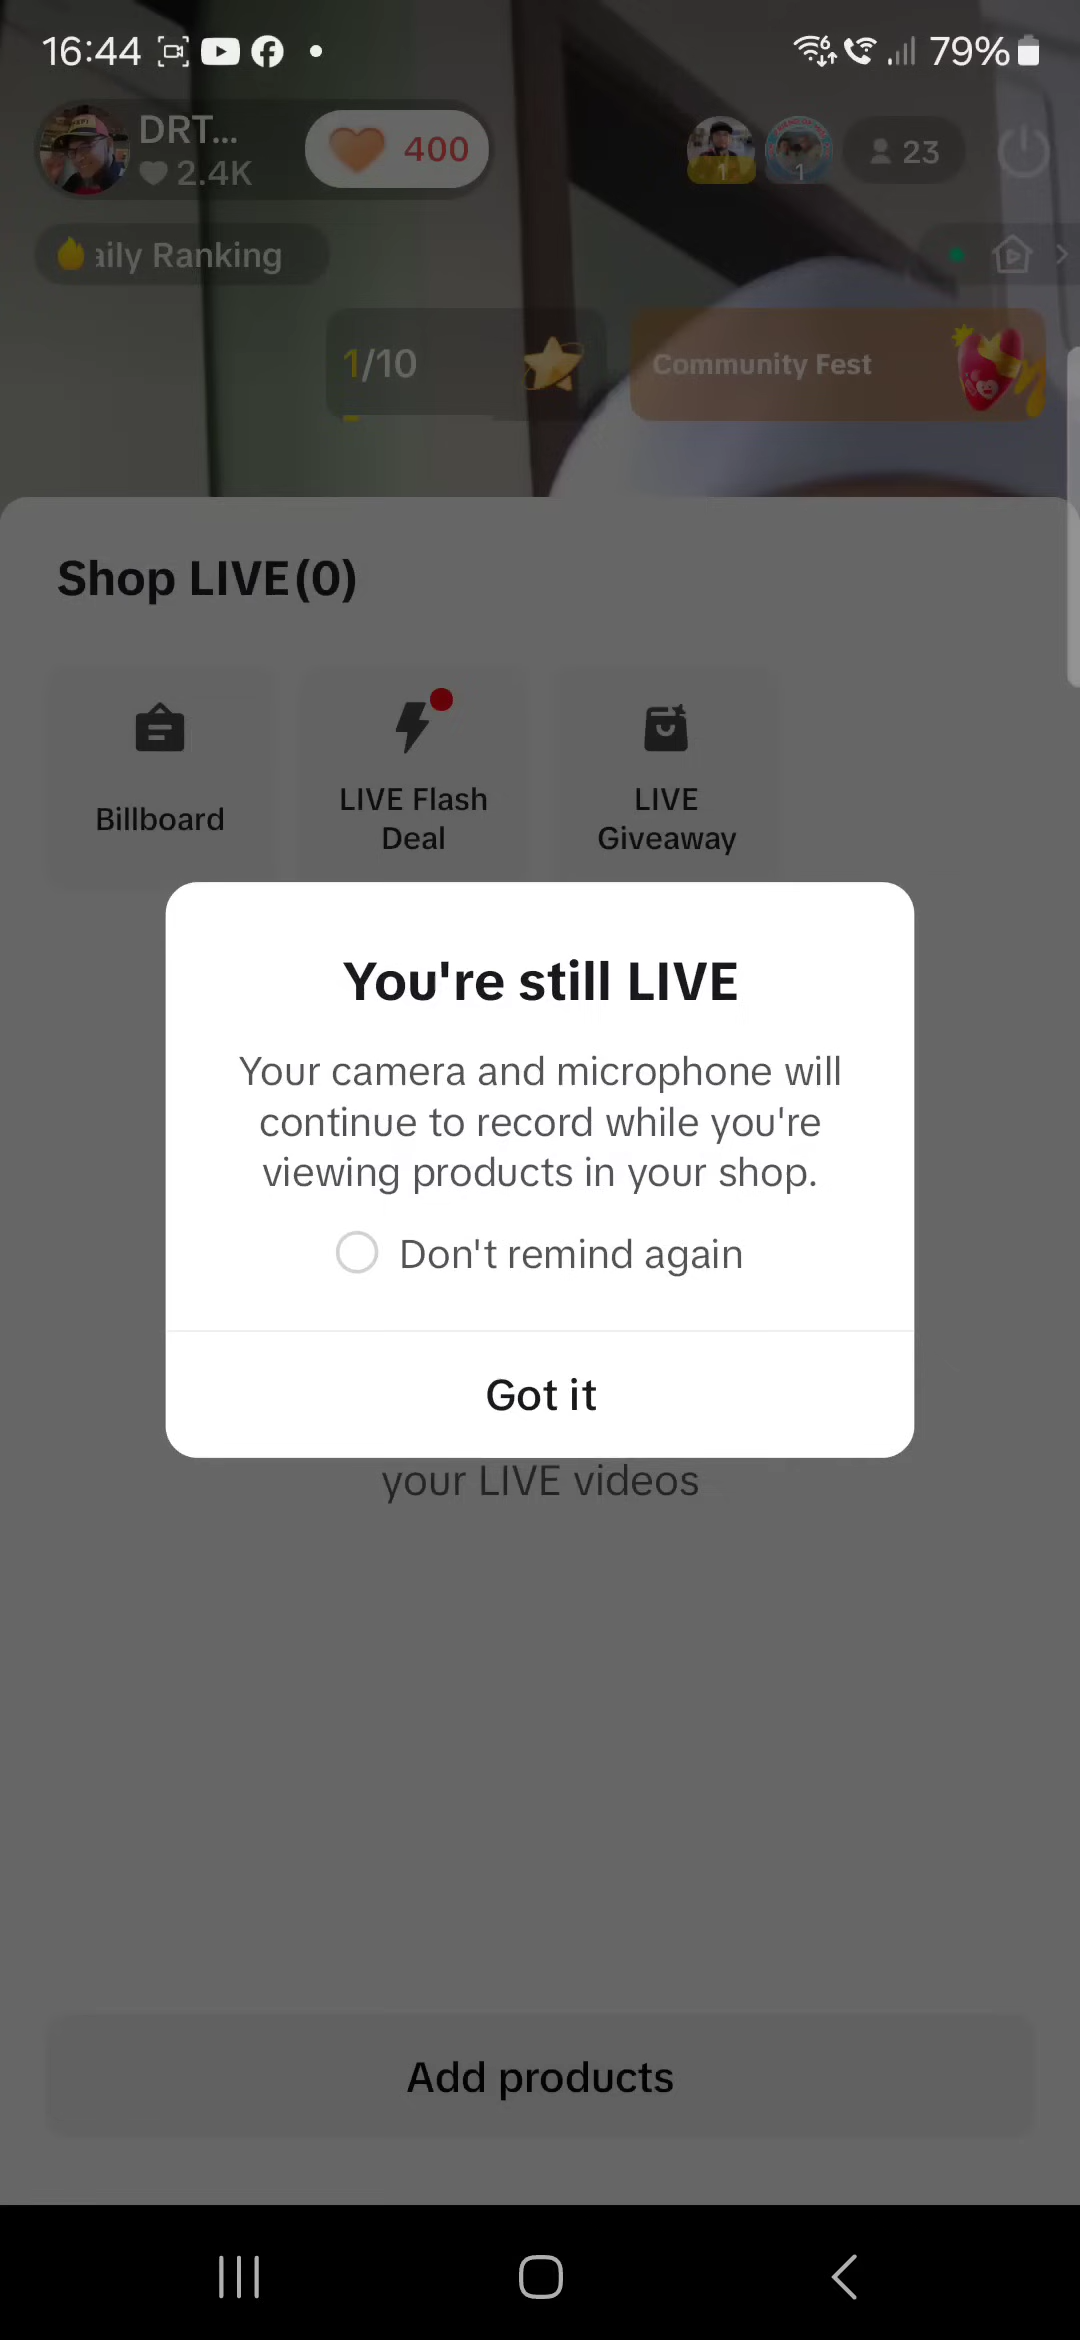 16:44
79%
DRT...
2.4K
400
1
1
23
aily Ranking
1/10
Community Fest
Shop LIVE(0)
Billboard
LIVE Flash
Deal
LIVE
Giveaway
You're still LIVE
Your camera and microphone will
continue to record while you're
viewing products in your shop.
Don't remind again
Got it
your LIVE videos
Add products